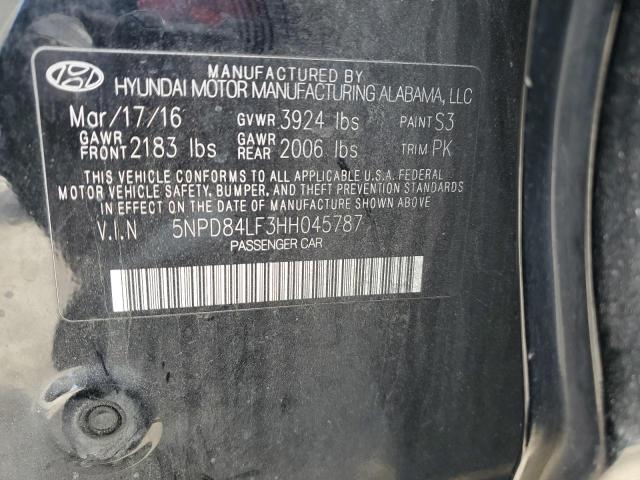 MANUFACTURED BY
HYUNDAI MOTOR MANUFACTURING ALABAMA, LLC
Mar/17/16 GVWR 3924 lbs PAINT S3
GAWR FRONT 2183 lbs GAWR REAR 2006 lbs TRIM PK
THIS VEHICLE CONFORMS TO ALL APPLICABLE U.S.A. FEDERAL
MOTOR VEHICLE SAFETY, BUMPER, AND THEFT PREVENTION STANDARDS
IN EFFECT ON THE DATE OF MANUFACTURE SHOWN ABOVE.
V.I.N 5NPD84LF3HH045787
PASSENGER CAR